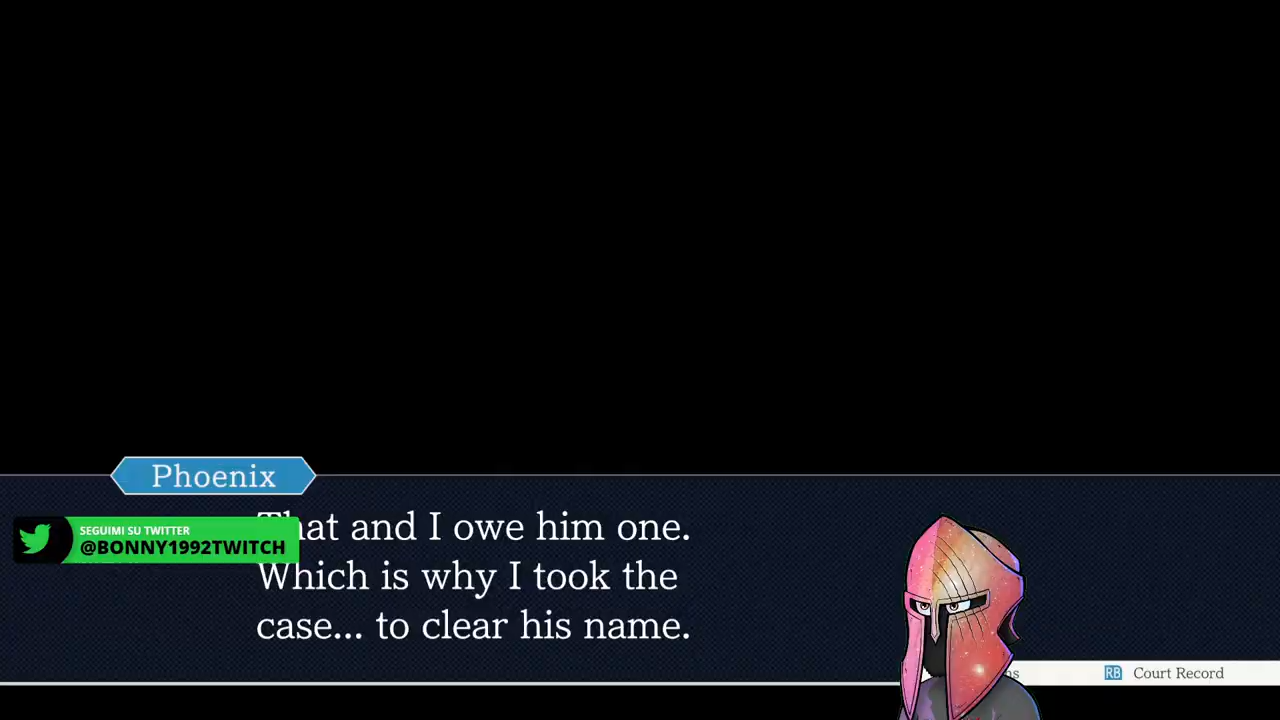 Phoenix
That and I owe him one.
Which is why I took the
case... to clear his name.
SEGUIMI SU TWITTER
@BONNY1992TWITCH
RB Court Record